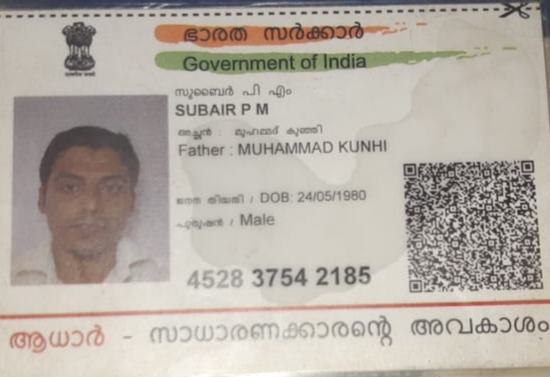 ഭാരത സർക്കാർ
Government of India
സുബൈർ പി എം
SUBAIR P M
അച്ഛൻ : മുഹമ്മദ് കുഞ്ഞി
Father : MUHAMMAD KUNHI
ജനന തിയതി / DOB: 24/05/1980
പുരുഷൻ / Male
4528 3754 2185
ആധാർ - സാധാരണക്കാരന്റെ അവകാശം